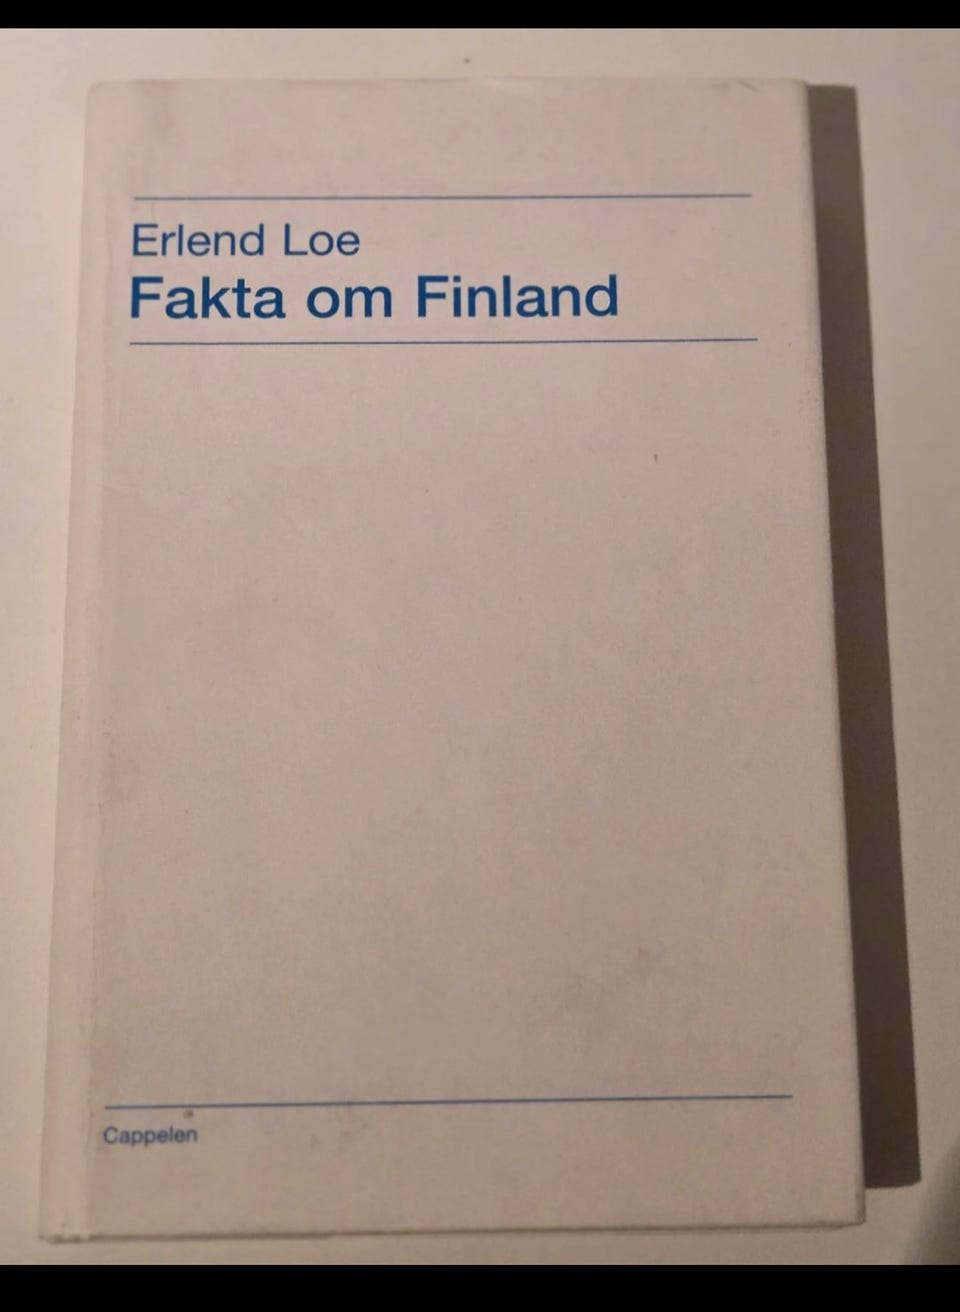 Erlend Loe
Fakta om Finland
Cappelen